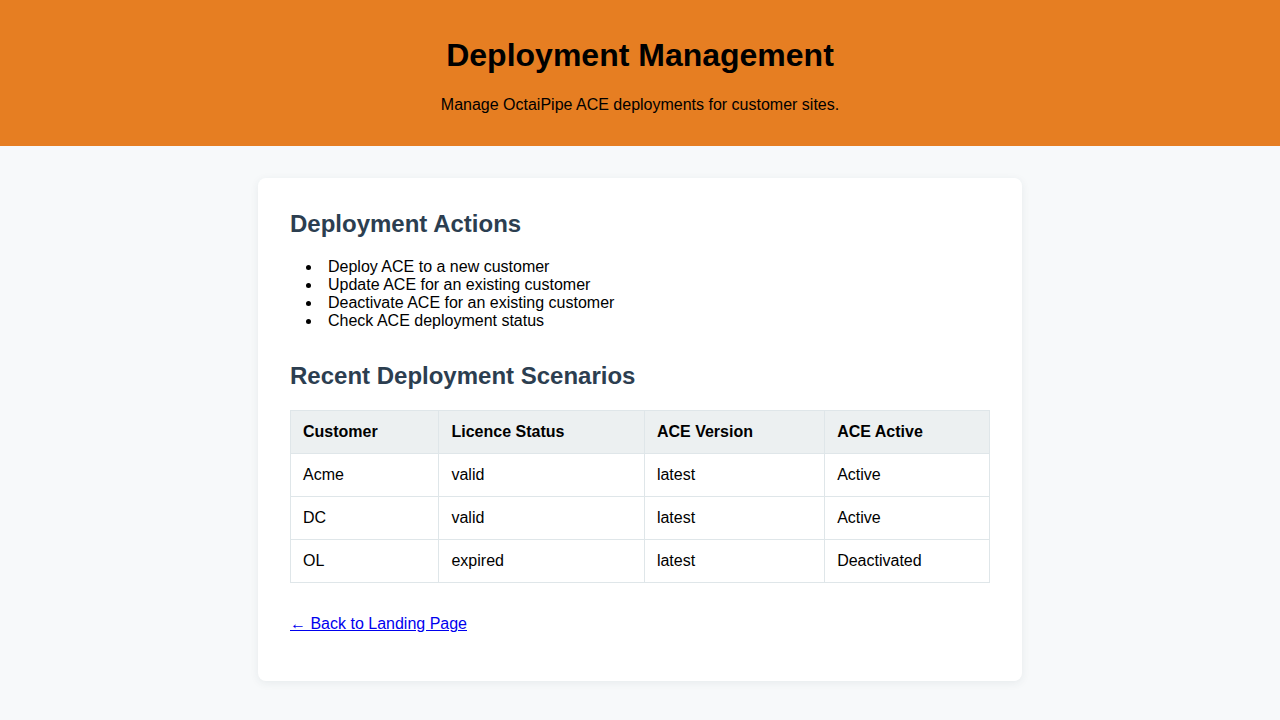 Deployment Management
Manage OctaiPipe ACE deployments for customer sites.
Deployment Actions
• Deploy ACE to a new customer
• Update ACE for an existing customer
• Deactivate ACE for an existing customer
• Check ACE deployment status
Recent Deployment Scenarios
Customer Licence Status ACE Version ACE Active
Acme valid latest Active
DC valid latest Active
OL expired latest Deactivated
← Back to Landing Page